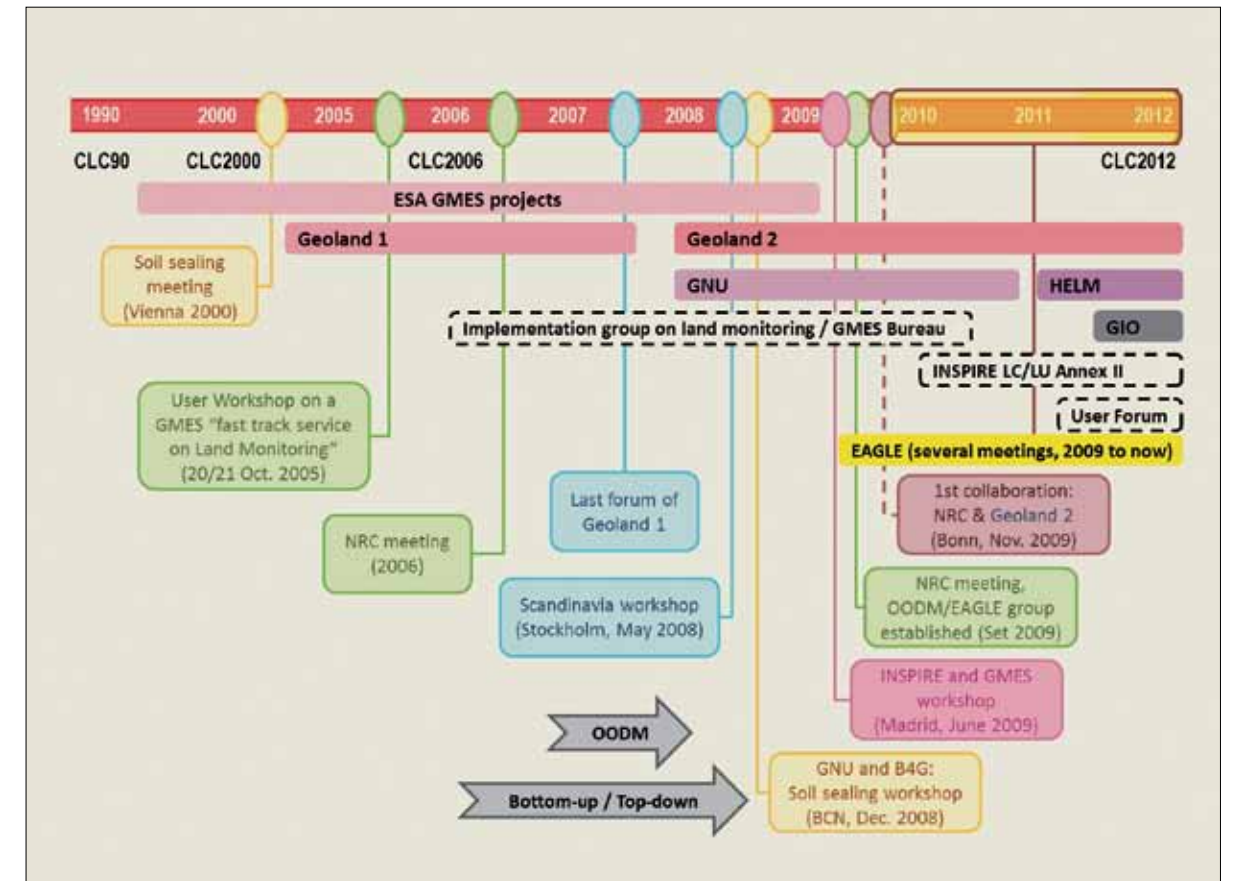 1990 2000 2005 2006 2007 2008 2009 2010 2011 2012
CLC90 CLC2000 CLC2006 CLC2012
ESA GMES projects
Geoland 1 Geoland 2
Soil sealing
meeting
(Vienna 2000)
GNU HELM
Implementation group on land monitoring / GMES Bureau
GIO
INSPIRE LC/LU Annex II
User Forum
User Workshop on a
GMES "fast track service
on Land Monitoring"
(20/21 Oct. 2005)
EAGLE (several meetings, 2009 to now)
Last forum of
Geoland 1
1st collaboration:
NRC & Geoland 2
(Bonn, Nov. 2009)
NRC meeting
(2006)
Scandinavia workshop
(Stockholm, May 2008)
NRC meeting,
OODM/EAGLE group
established (Set 2009)
INSPIRE and GMES
workshop
(Madrid, June 2009)
OODM
Bottom-up / Top-down
GNU and B4G:
Soil sealing workshop
(BCN, Dec. 2008)